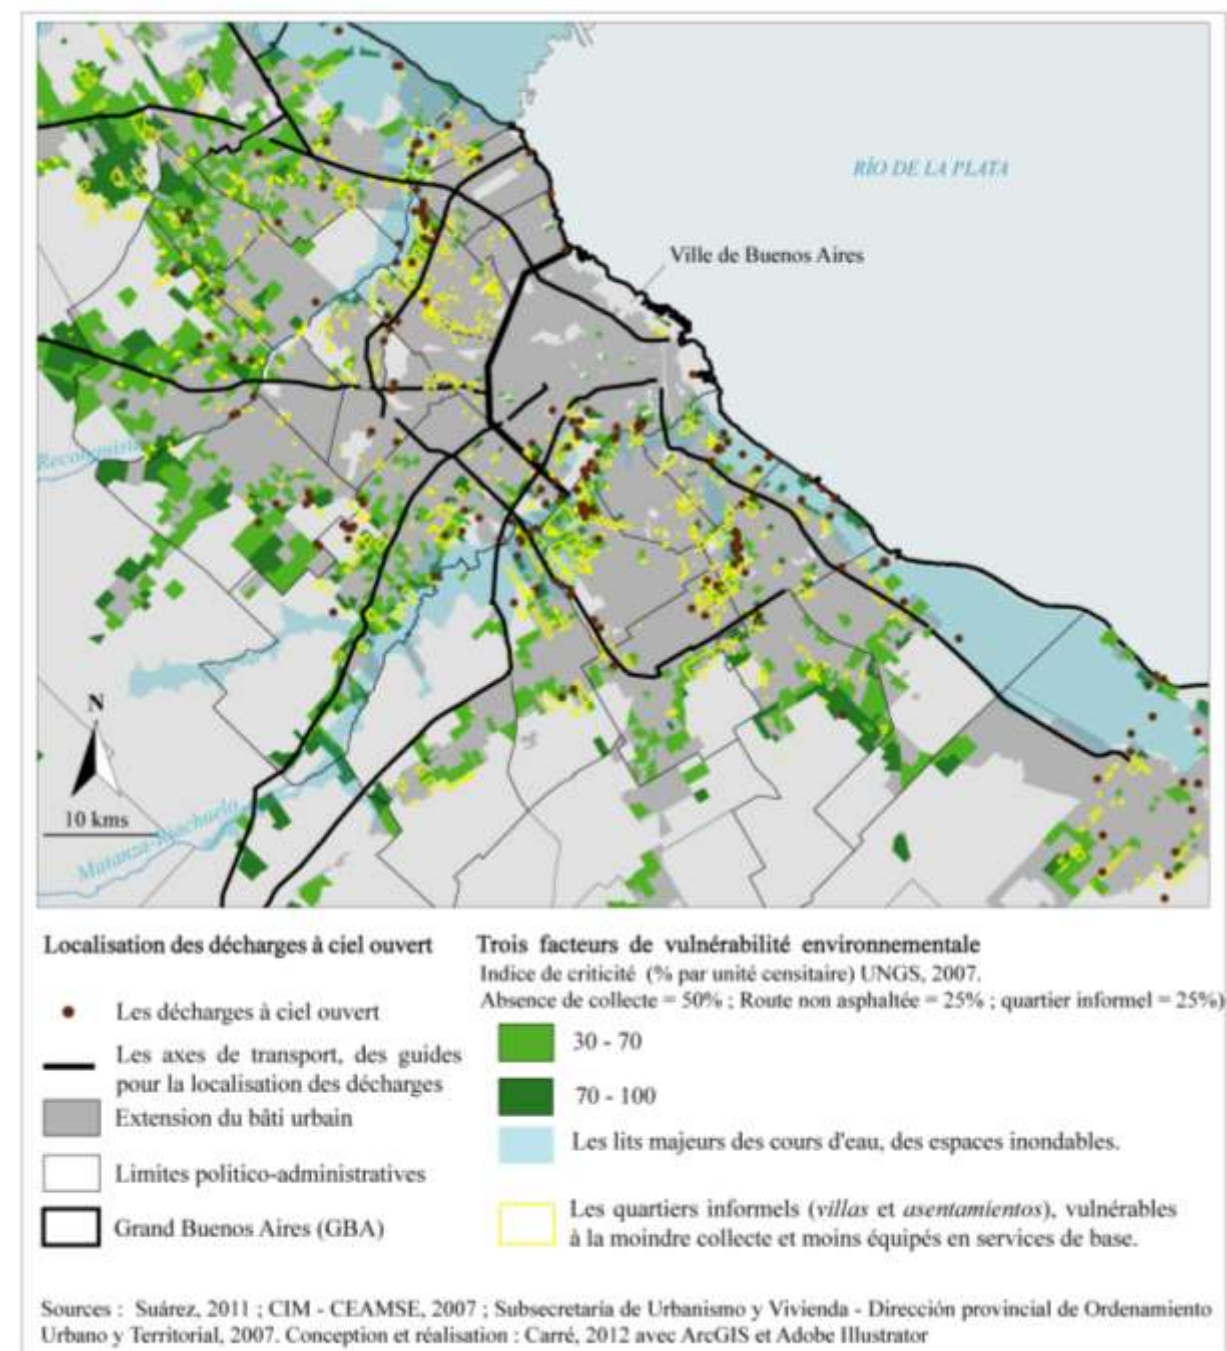 RÍO DE LA PLATA
Ville de Buenos Aires
Reconquista
N
10 kms
Matanza-Riachuelo
Localisation des décharges à ciel ouvert
Les décharges à ciel ouvert
Les axes de transport, des guides
pour la localisation des décharges
Extension du bâti urbain
Limites politico-administratives
Grand Buenos Aires (GBA)
Trois facteurs de vulnérabilité environnementale
Indice de criticité (% par unité censitaire) UNGS, 2007.
Absence de collecte = 50% ; Route non asphaltée = 25% ; quartier informel = 25%)
30 - 70
70 - 100
Les lits majeurs des cours d'eau, des espaces inondables.
Les quartiers informels (villas et asentamientos), vulnérables
à la moindre collecte et moins équipés en services de base.
Sources : Suárez, 2011 ; CIM - CEAMSE, 2007 ; Subsecretaría de Urbanismo y Vivienda - Dirección provincial de Ordenamiento
Urbano y Territorial, 2007. Conception et réalisation : Carré, 2012 avec ArcGIS et Adobe Illustrator